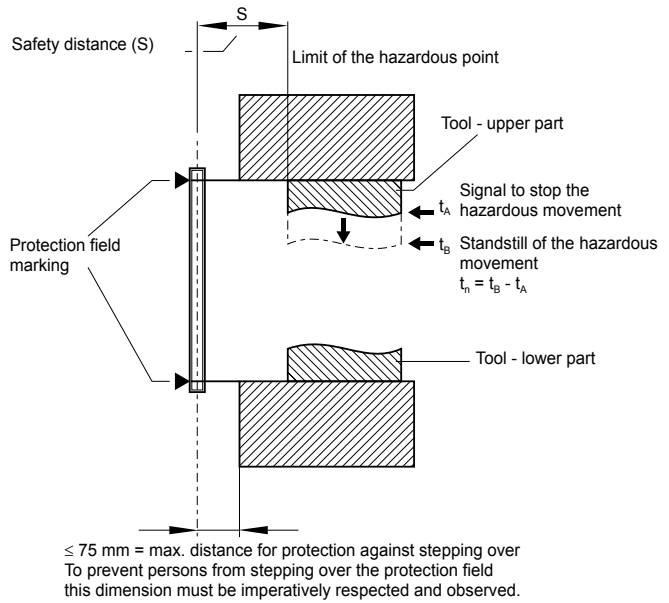 S
Safety distance (S)
Limit of the hazardous point
Tool - upper part
tA
Signal to stop the
hazardous movement
Protection field
marking
tB
Standstill of the hazardous
movement
tn = tB - tA
Tool - lower part
≤ 75 mm = max. distance for protection against stepping over
To prevent persons from stepping over the protection field
this dimension must be imperatively respected and observed.